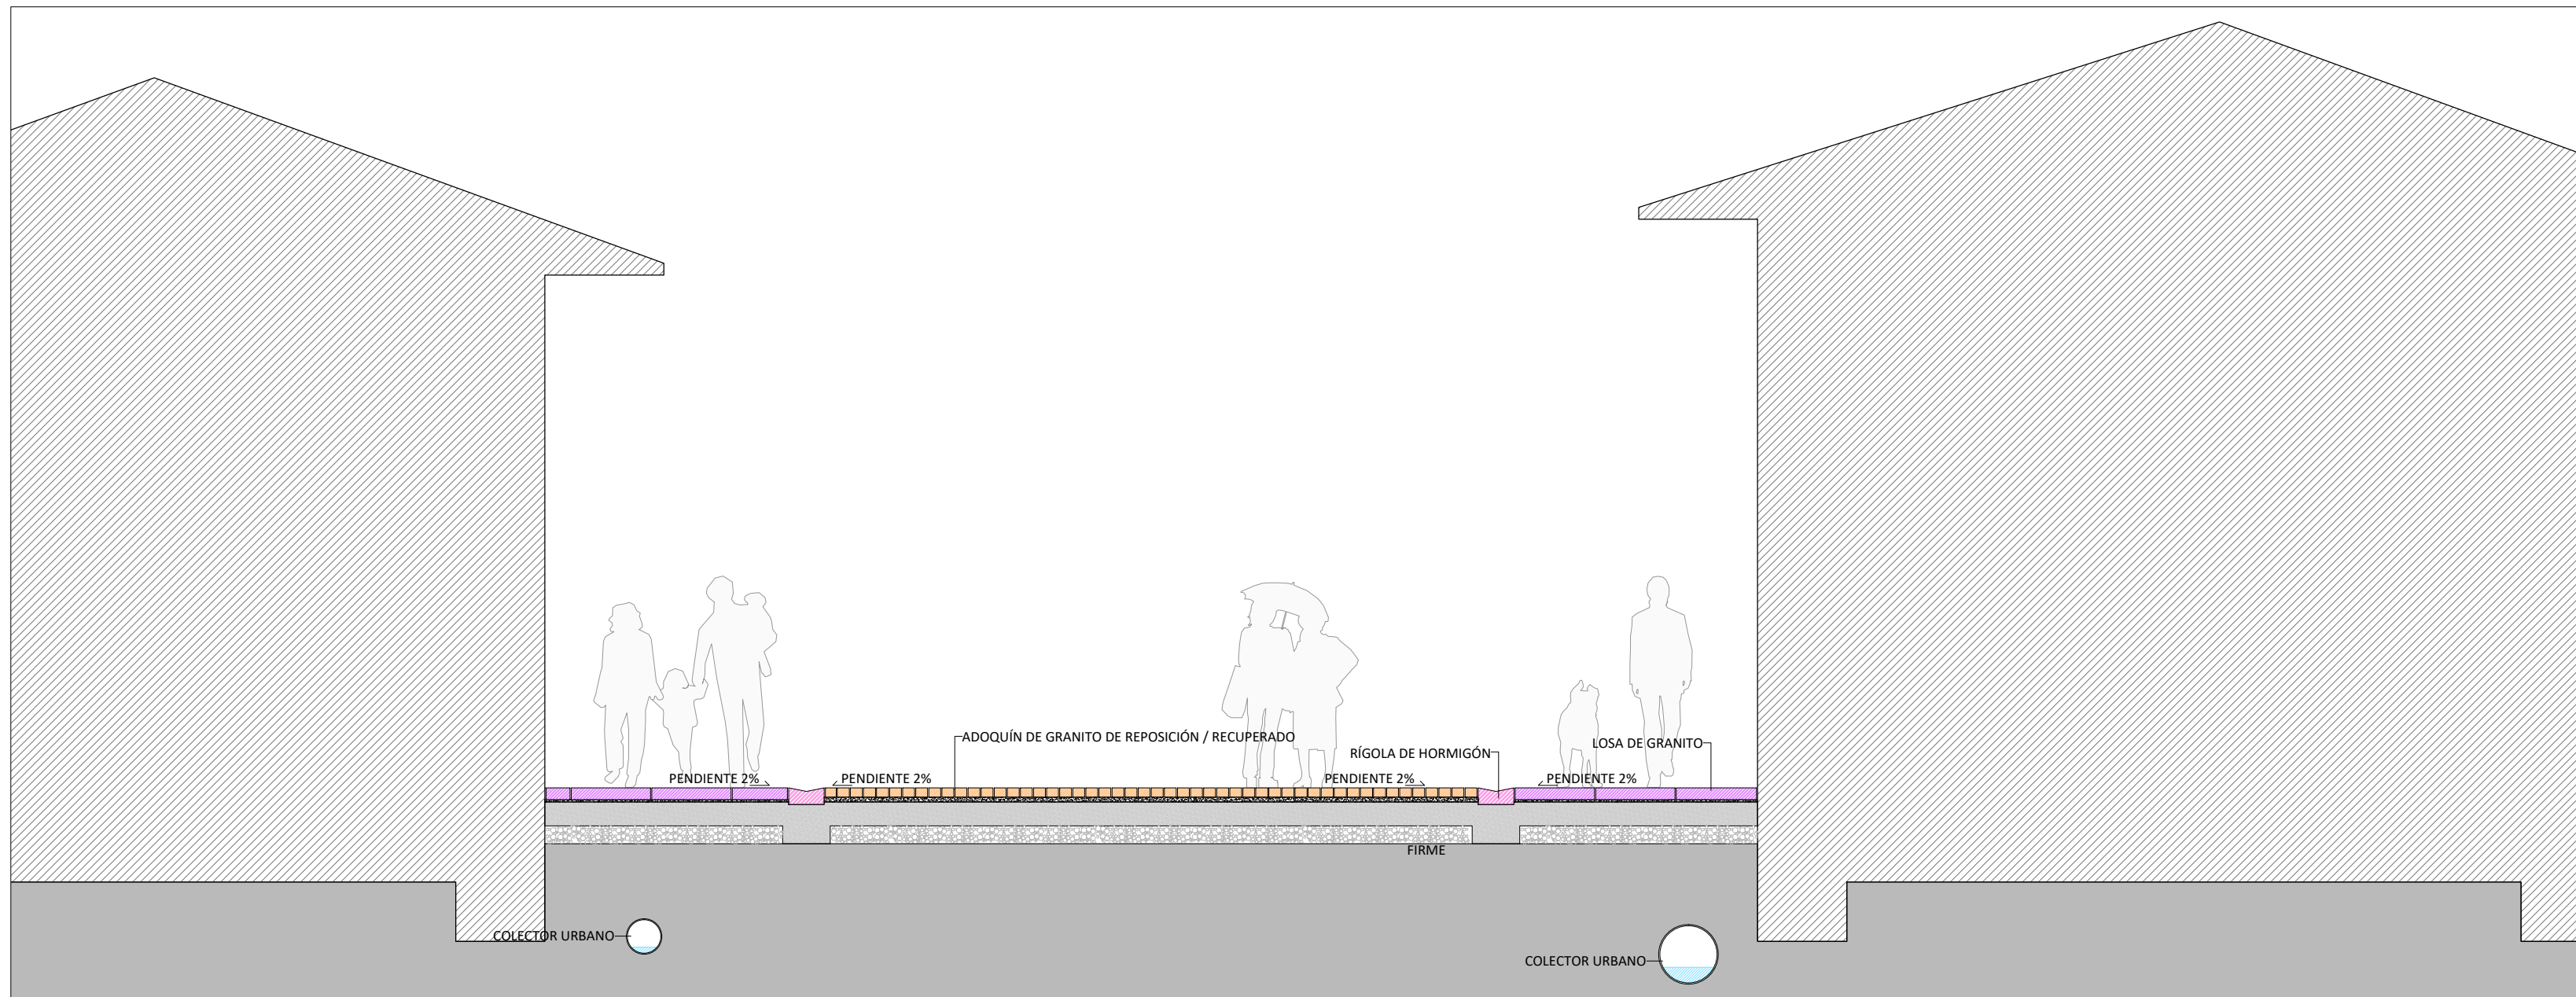 ADOQUÍN DE GRANITO DE REPOSICIÓN / RECUPERADO
RÍGOLA DE HORMIGÓN
LOSA DE GRANITO
PENDIENTE 2%
PENDIENTE 2%
PENDIENTE 2%
PENDIENTE 2%
FIRME
COLECTOR URBANO
COLECTOR URBANO